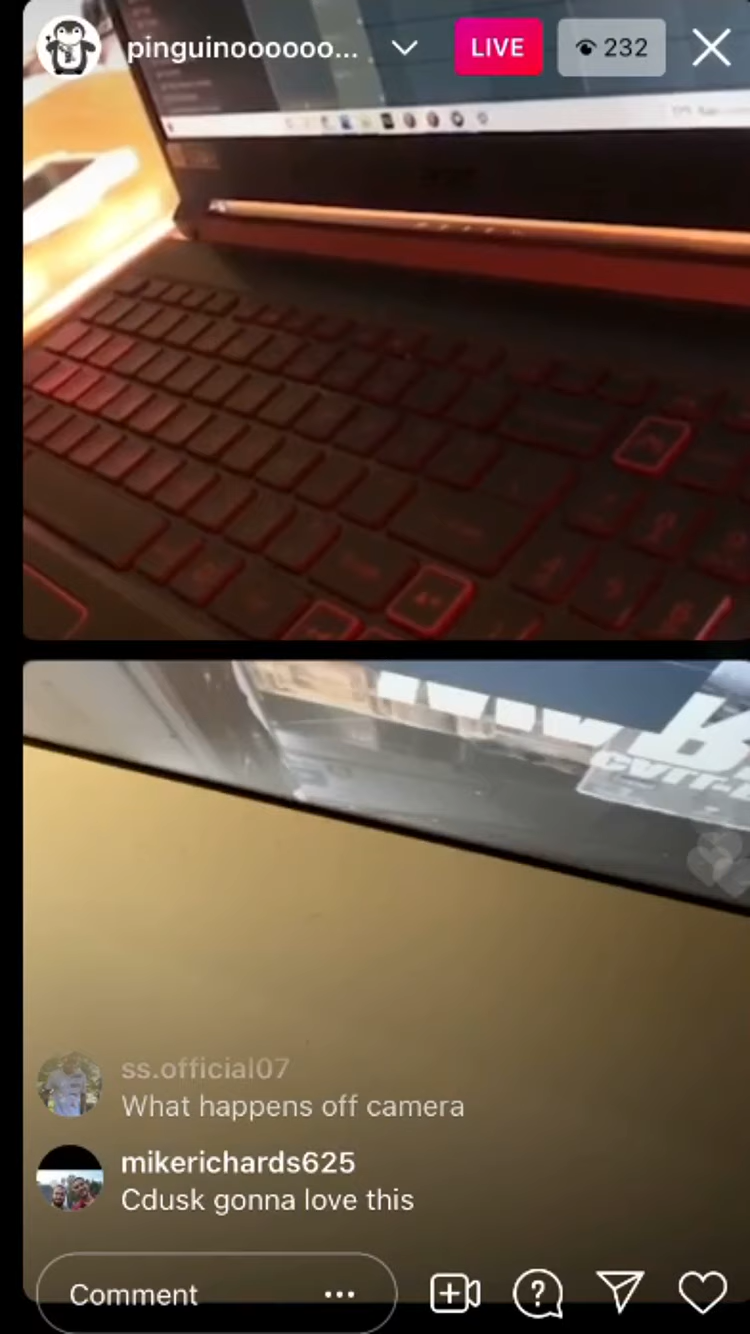 pinguinoooooo...
LIVE
232
ss.official07
What happens off camera
mikerichards625
Cdusk gonna love this
Comment